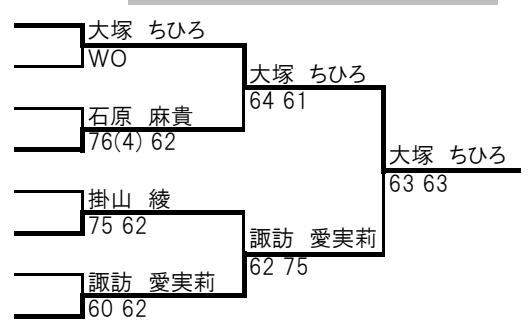 大塚 ちひろ
WO
大塚 ちひろ
64 61
石原 麻貴
76(4) 62
大塚 ちひろ
63 63
掛山 綾
75 62
諏訪 愛実莉
62 75
諏訪 愛実莉
60 62